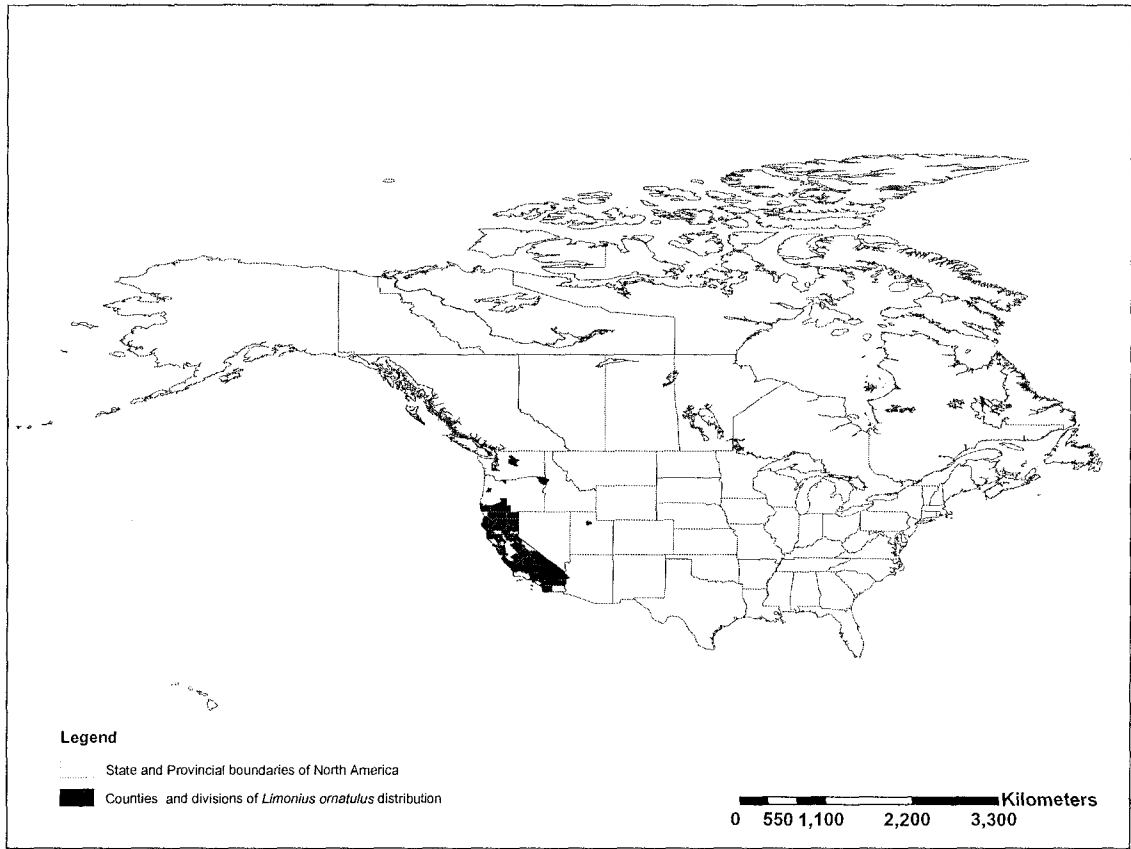 Legend
State and Provincial boundaries of North America
Counties and divisions of Limonius ornatulus distribution
Kilometers
0 550 1,100 2,200 3,300